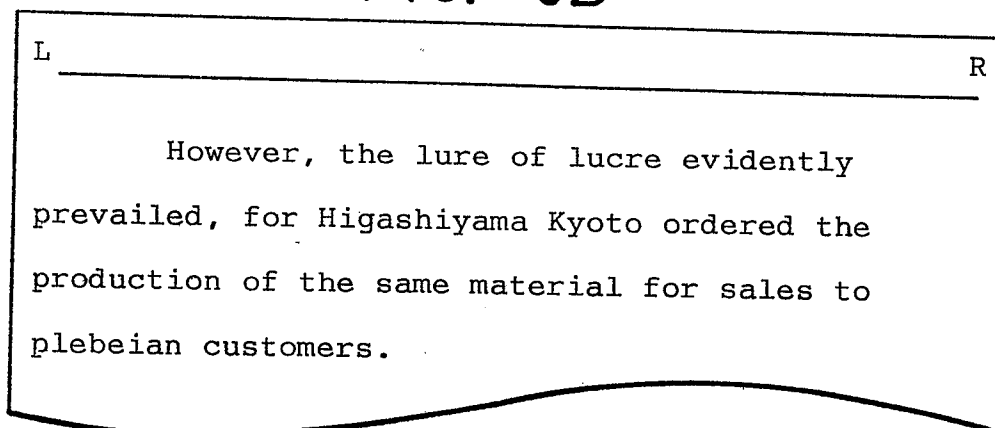 L R
However, the lure of lucre evidently
prevailed, for Higashiyama Kyoto ordered the
production of the same material for sales to
plebeian customers.